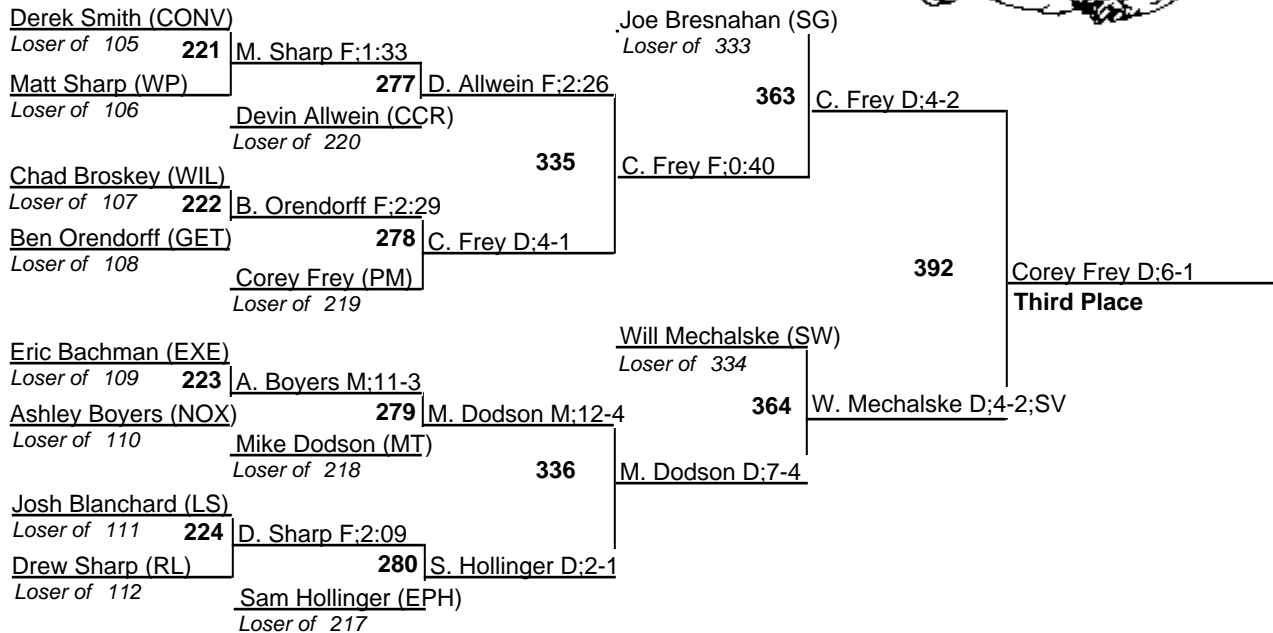 Derek Smith (CONV)
Loser of 105
221
M. Sharp F;1:33
Matt Sharp (WP)
Loser of 106
277
D. Allwein F;2:26
Devin Allwein (CCR)
Loser of 220
335
Chad Broskey (WIL)
Loser of 107
222
B. Orendorff F;2:29
Ben Orendorff (GET)
Loser of 108
278
C. Frey D;4-1
Corey Frey (PM)
Loser of 219
Joe Bresnahan (SG)
Loser of 333
363
C. Frey D;4-2
C. Frey F;0:40
392
Corey Frey D;6-1
Third Place
Eric Bachman (EXE)
Loser of 109
223
A. Boyers M;11-3
Ashley Boyers (NOX)
Loser of 110
279
M. Dodson M;12-4
Mike Dodson (MT)
Loser of 218
336
Josh Blanchard (LS)
Loser of 111
224
D. Sharp F;2:09
Drew Sharp (RL)
Loser of 112
280
S. Hollinger D;2-1
Sam Hollinger (EPH)
Loser of 217
Will Mechalske (SW)
Loser of 334
364
W. Mechalske D;4-2;SV
M. Dodson D;7-4